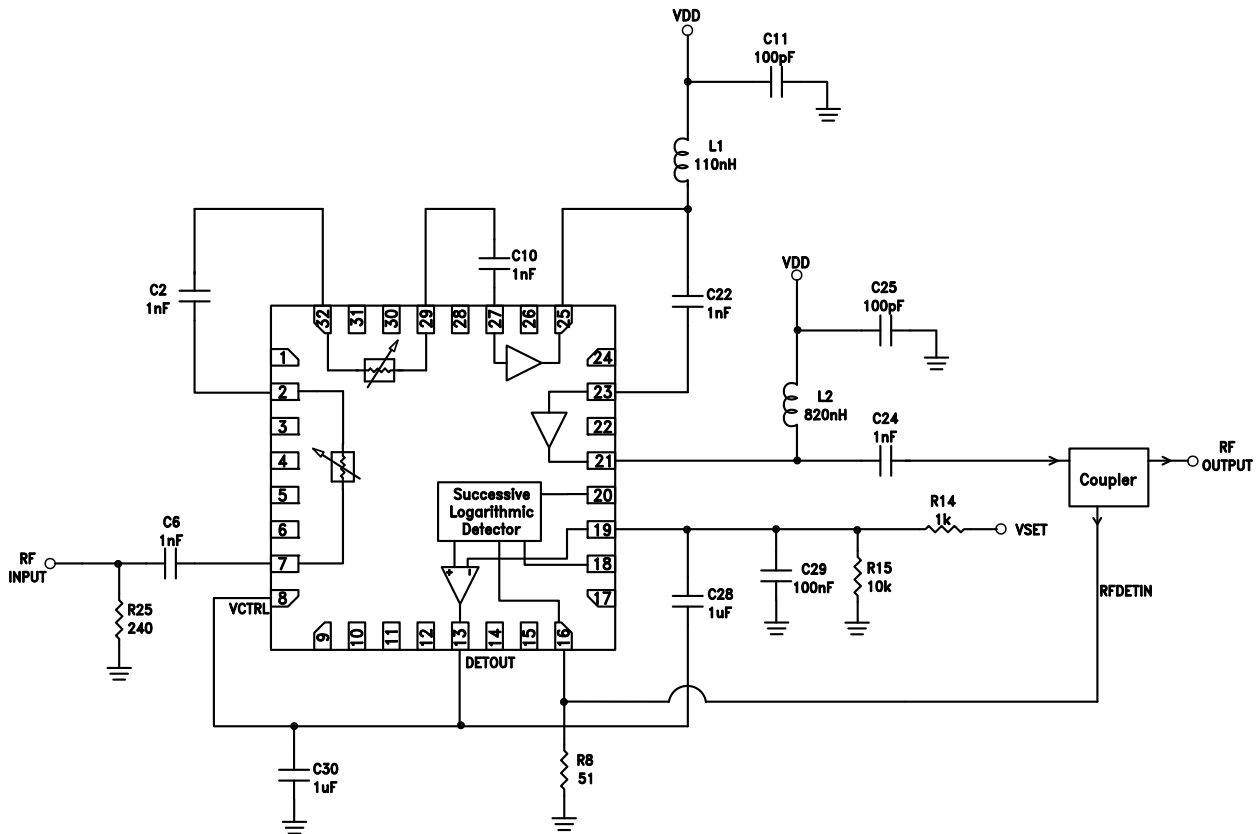 VDD
C11
100pF
L1
110nH
C2
1nF
C10
1nF
C22
1nF
VDD
C25
100pF
L2
820nH
C24
1nF
32
31
30
29
28
27
26
25
1
2
3
4
5
6
7
8
24
23
22
21
20
19
18
17
9
10
11
12
13
14
15
16
Successive
Logarithmic
Detector
+ -
VCTRL
DETOUT
RF
INPUT
C6
1nF
R25
240
C30
1uF
R8
51
C28
1uF
C29
100nF
R15
10k
R14
1k
VSET
Coupler
RF
OUTPUT
RFDETIN